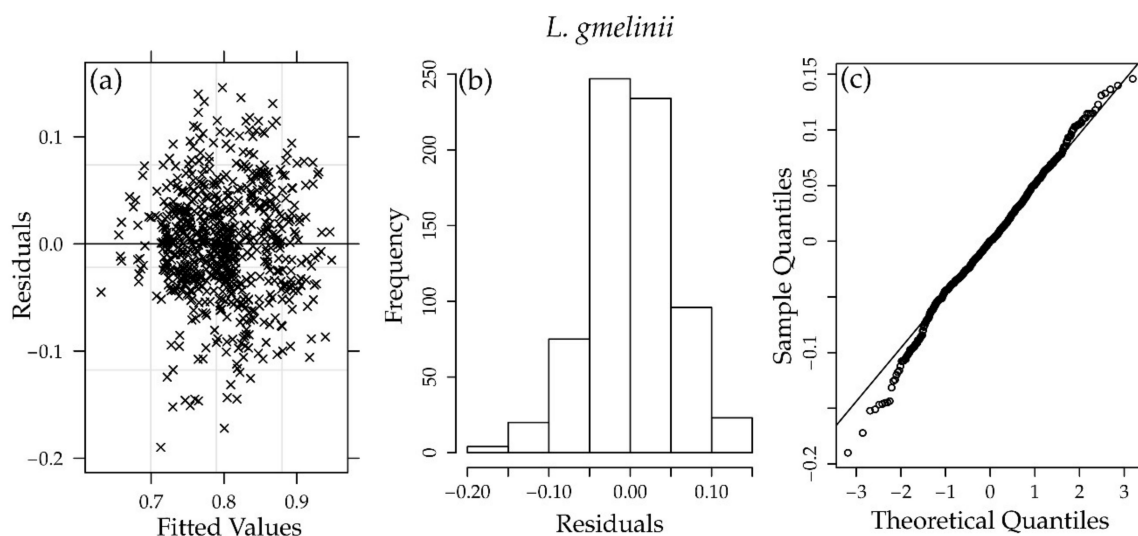 L. gmelinii
(a)
0.1
0.0
−0.1
−0.2
Residuals
0.7 0.8 0.9
Fitted Values
(b)
250
200
150
100
50
0
Frequency
−0.20 −0.10 0.00 0.10
Residuals
(c)
0.15
0.1
0.05
0
−0.1
−0.2
Sample Quantiles
−3 −2 −1 0 1 2 3
Theoretical Quantiles